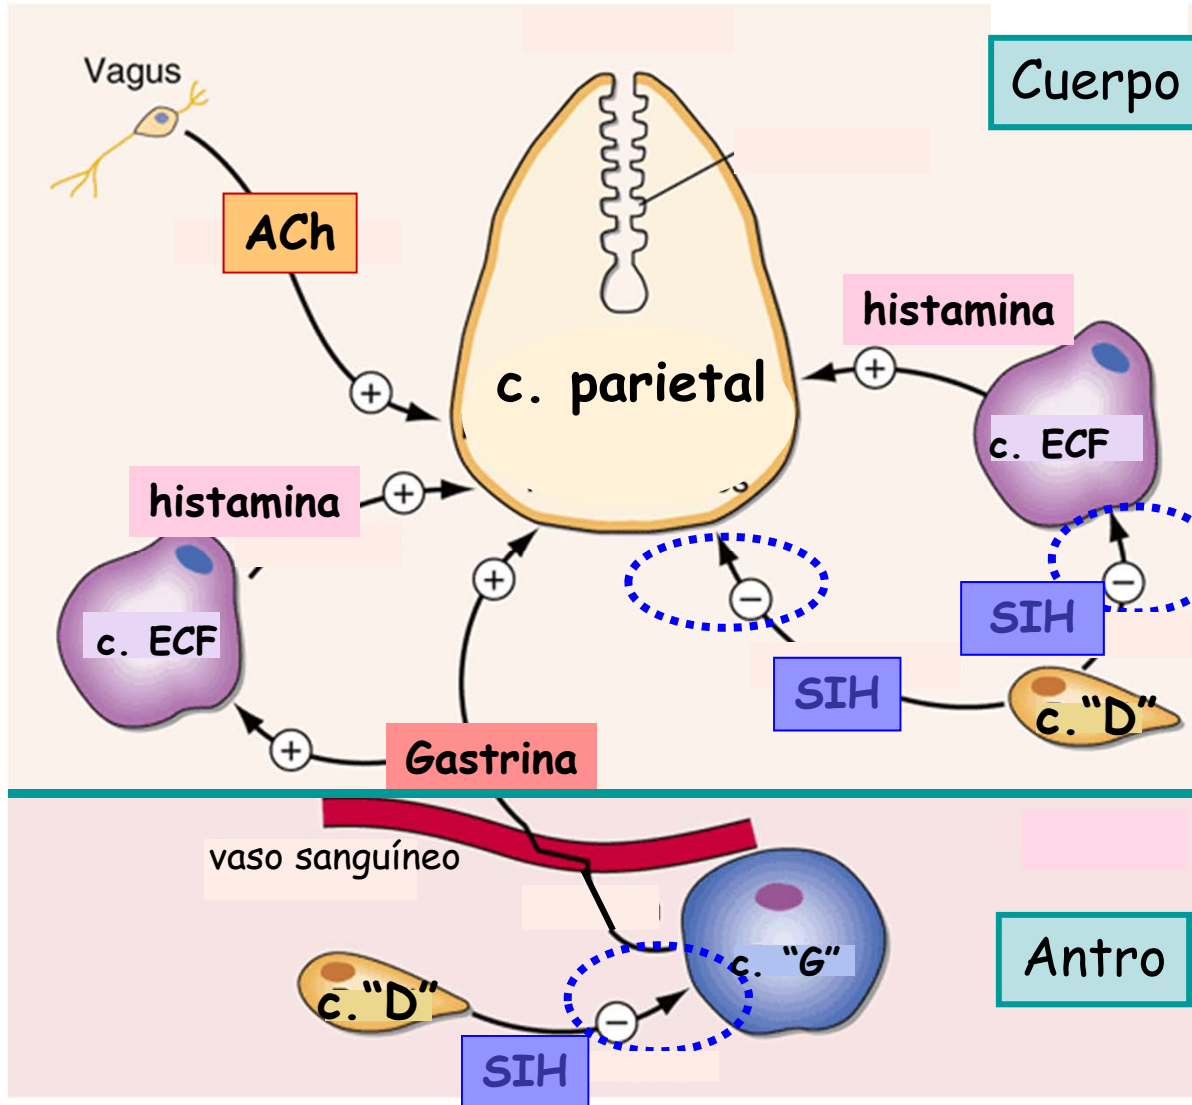 Vagus
Cuerpo
ACh
histamina
c. parietal
c. ECF
histamina
c. ECF
SIH
SIH
c. “D”
Gastrina
vaso sanguíneo
c. “G”
Antro
c. “D”
SIH